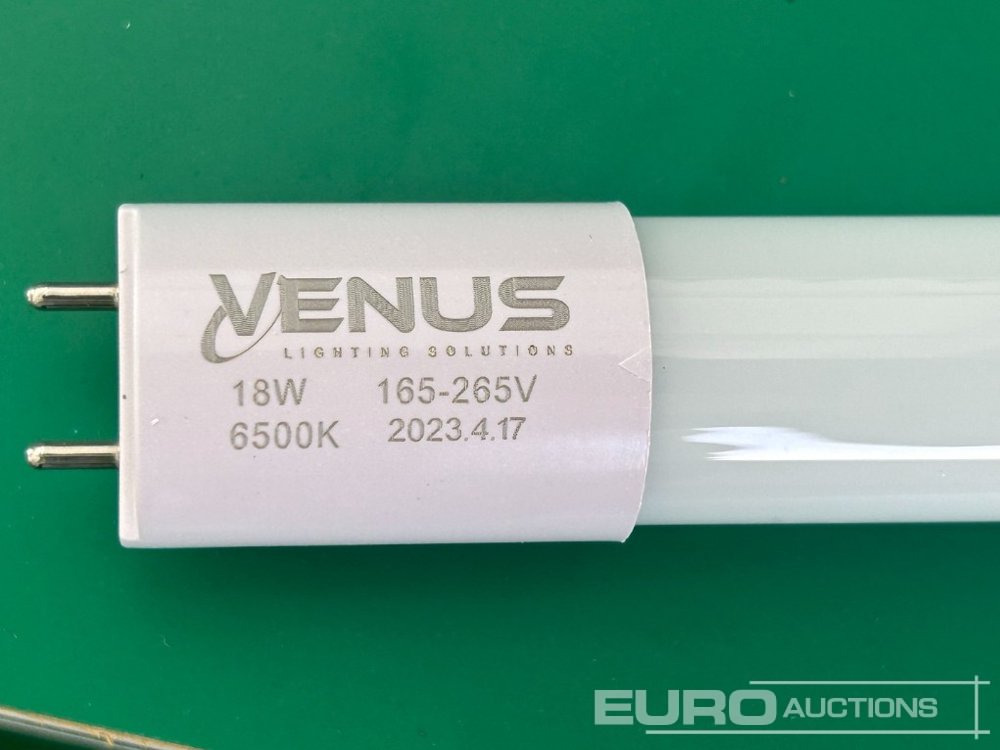 VENUS
LIGHTING SOLUTIONS
18W 165-265V
6500K 2023.4.17
EURO AUCTIONS